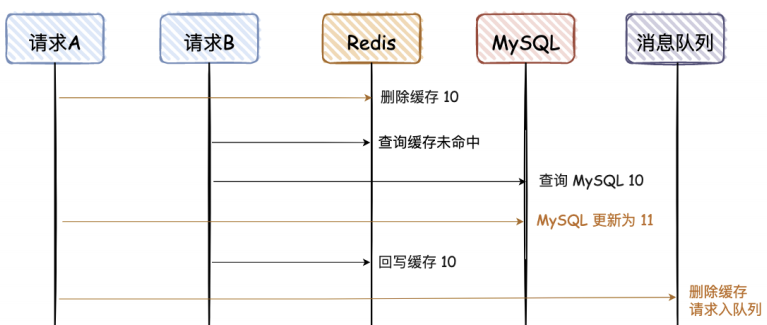 请求A
请求B
Redis
MySQL
消息队列
删除缓存 10
查询缓存未命中
查询 MySQL 10
MySQL 更新为 11
回写缓存 10
删除缓存
请求入队列